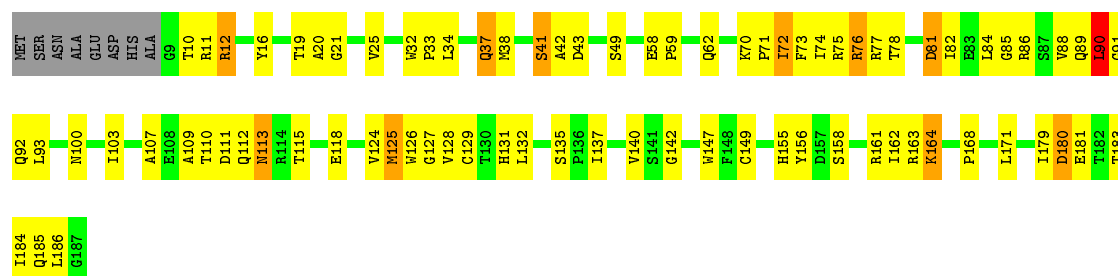 MET SER ASN ALA GLU ASP HIS ALA G9 T10 R11 R12 Y16 T19 A20 G21 V25 W32 P33 L34 Q37 M38 S41 A42 D43 S49 E58 P59 Q62 K70 P71 I72 F73 I74 R75 R76 R77 T78 D81 I82 E83 L84 G85 R86 S87 V88 Q89 L90
Q92 L93 N100 I103 A107 E108 A109 T110 D111 Q112 N113 R114 T115 E118 V124 M125 W126 G127 V128 C129 T130 H131 L132 S135 P136 I137 V140 S141 G142 W147 F148 C149 H155 Y156 D157 S158 R161 I162 R163 K164 P168 L171 I179 D180 E181 T182
I184 Q185 L186 G187